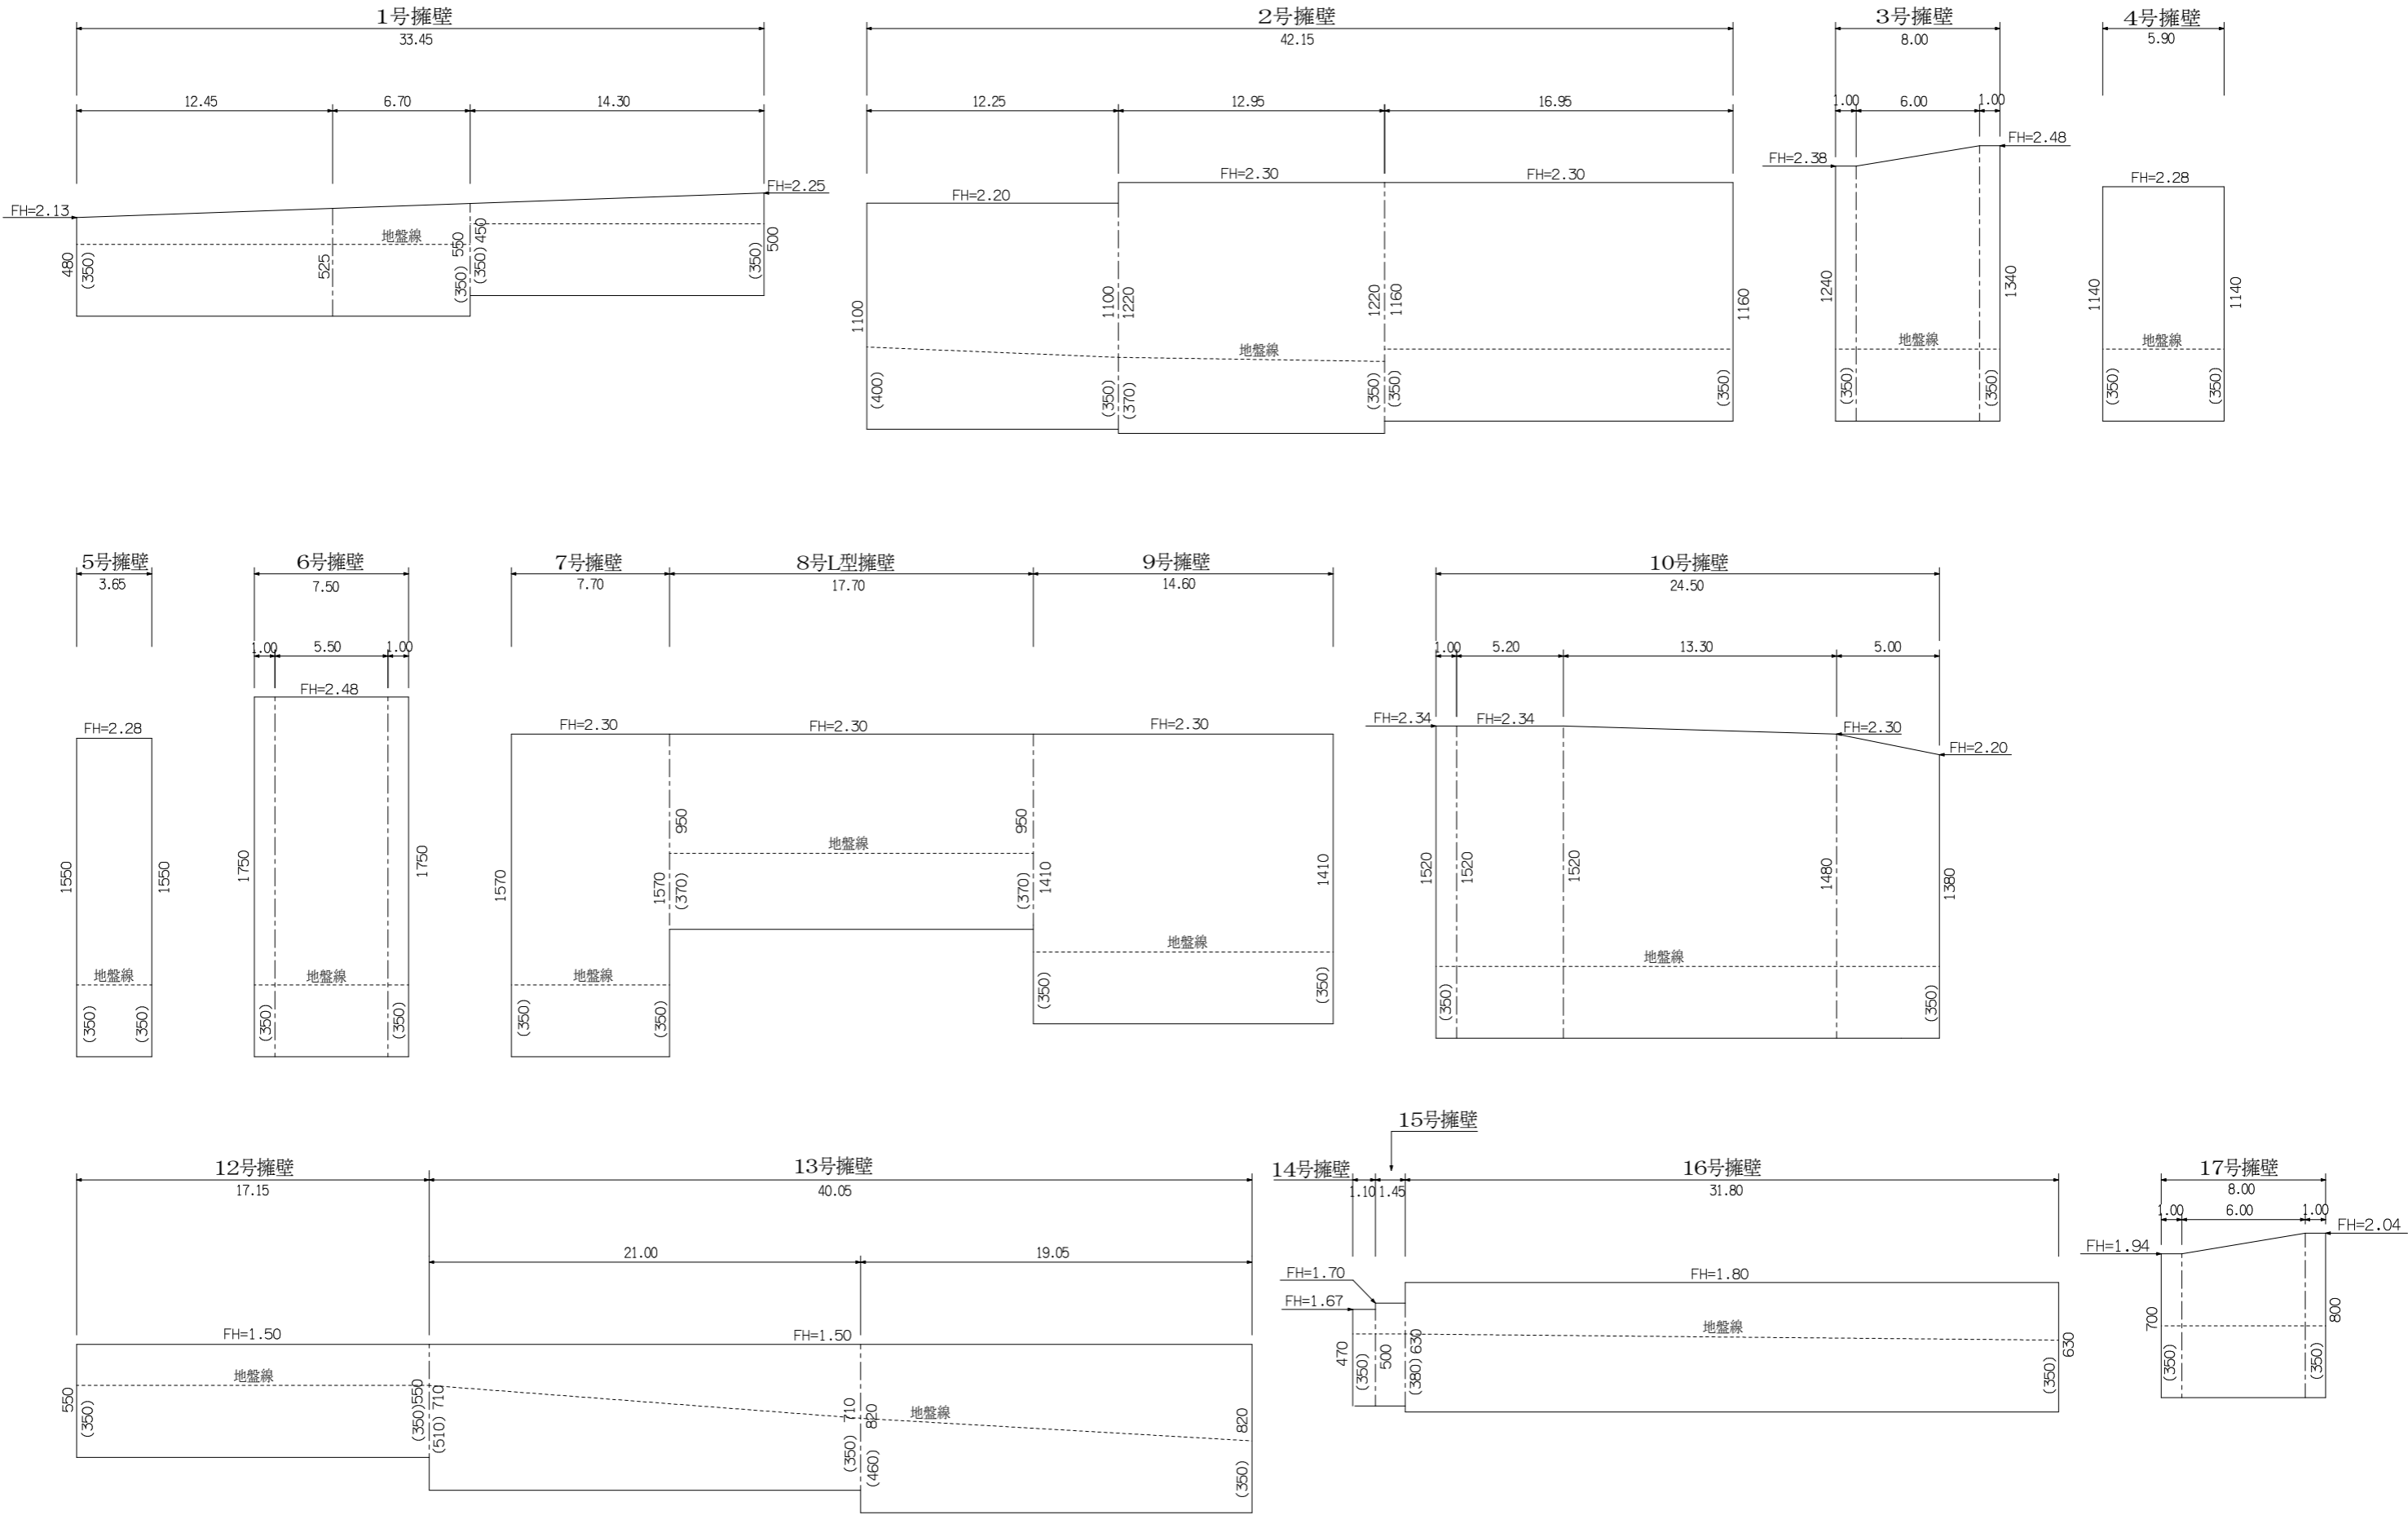 1号擁壁
33.45
12.45
6.70
14.30
FH=2.13
FH=2.25
地盤線
480
(350)
525
550
(350)
450
(350)
500
(350)
2号擁壁
42.15
12.25
12.95
16.95
FH=2.20
FH=2.30
FH=2.30
地盤線
1100
(400)
1100
(350)
1220
(370)
1220
(350)
1160
(350)
1160
(350)
3号擁壁
8.00
1.00
6.00
1.00
FH=2.38
FH=2.48
地盤線
1240
(350)
1340
(350)
4号擁壁
5.90
FH=2.28
地盤線
1140
(350)
1140
(350)
5号擁壁
3.65
FH=2.28
地盤線
1550
(350)
1550
(350)
6号擁壁
7.50
1.00
5.50
1.00
FH=2.48
地盤線
1750
(350)
1750
(350)
7号擁壁
7.70
FH=2.30
地盤線
1570
(350)
1570
(350)
8号L型擁壁
17.70
FH=2.30
地盤線
950
(370)
950
(370)
9号擁壁
14.60
FH=2.30
地盤線
1410
(350)
1410
(350)
10号擁壁
24.50
1.00
5.20
13.30
5.00
FH=2.34
FH=2.34
FH=2.30
FH=2.20
地盤線
1520
(350)
1520
1520
1480
1380
(350)
12号擁壁
17.15
FH=1.50
地盤線
550
(350)
550
(350)
13号擁壁
40.05
21.00
19.05
FH=1.50
地盤線
710
(510)
710
(350)
820
(460)
820
(350)
14号擁壁
1.10
FH=1.67
470
(350)
15号擁壁
1.45
FH=1.70
500
16号擁壁
31.80
FH=1.80
地盤線
630
(380)
630
(350)
17号擁壁
8.00
1.00
6.00
1.00
FH=1.94
FH=2.04
地盤線
700
(350)
800
(350)